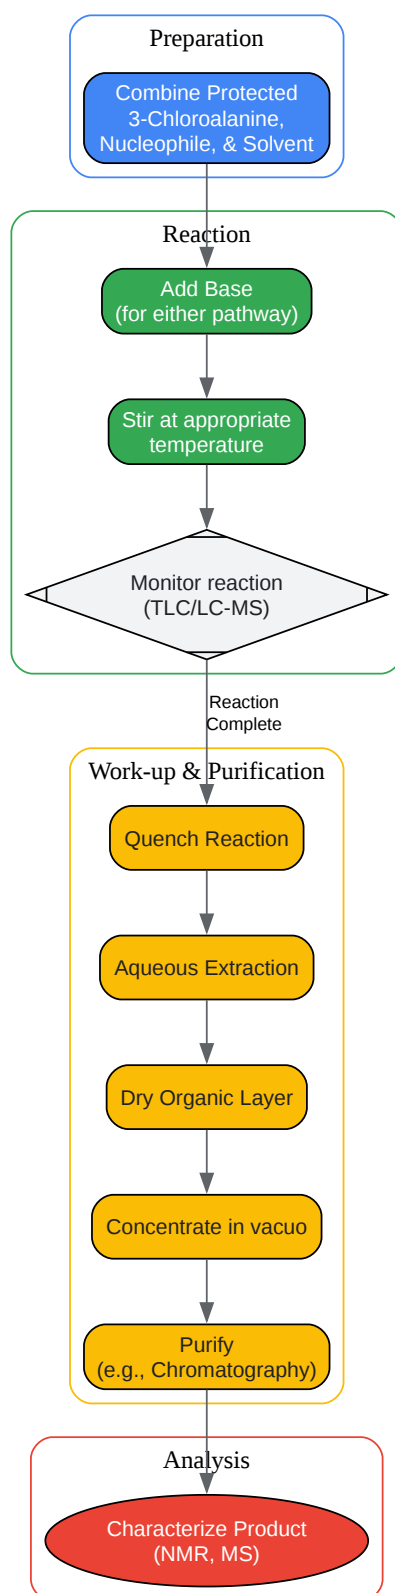 Preparation
Combine Protected
3-Chloroalanine,
Nucleophile, & Solvent
Reaction
Add Base
(for either pathway)
Stir at appropriate
temperature
Monitor reaction
(TLC/LC-MS)
Reaction
Complete
Work-up & Purification
Quench Reaction
Aqueous Extraction
Dry Organic Layer
Concentrate in vacuo
Purify
(e.g., Chromatography)
Analysis
Characterize Product
(NMR, MS)